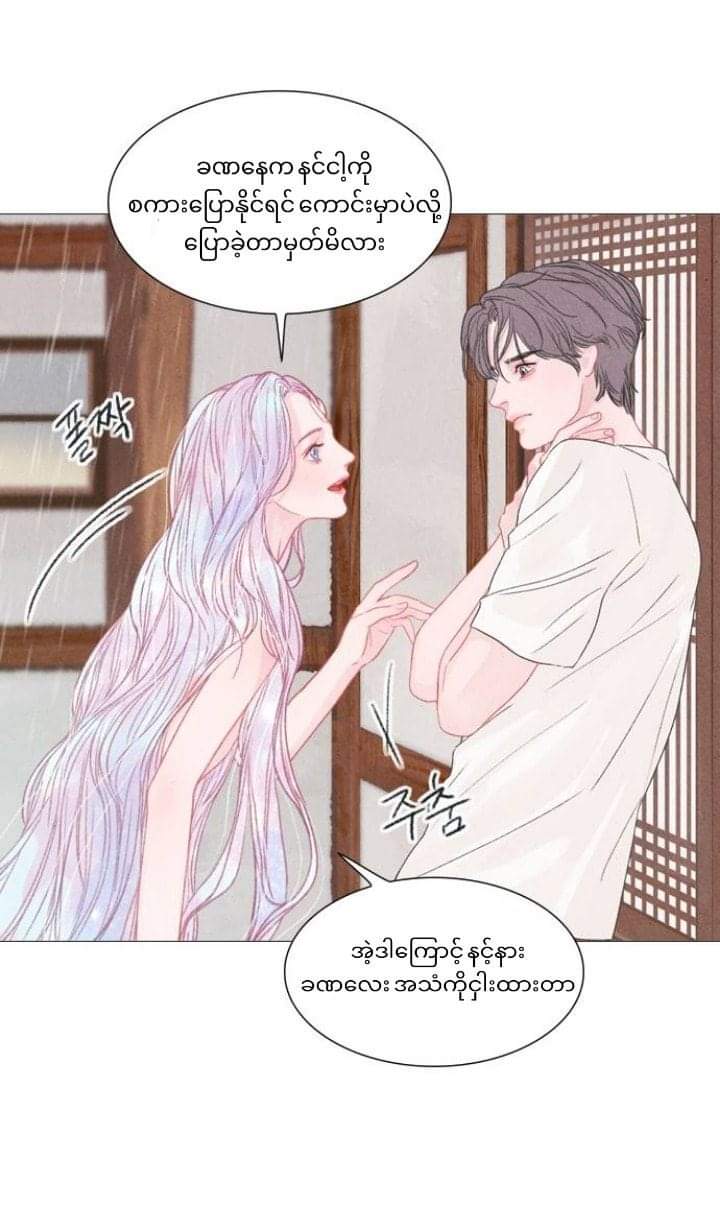 ခဏနေက နင်ငါ့ကို
စကားပြောနိုင်ရင် ကောင်းမှာပဲလို့
ပြောခဲ့တာမှတ်မိလား
폴짝
주춤
အဲ့ဒါကြောင့် နင့်နား
ခဏလေး အသံကိုငှါးထားတာ